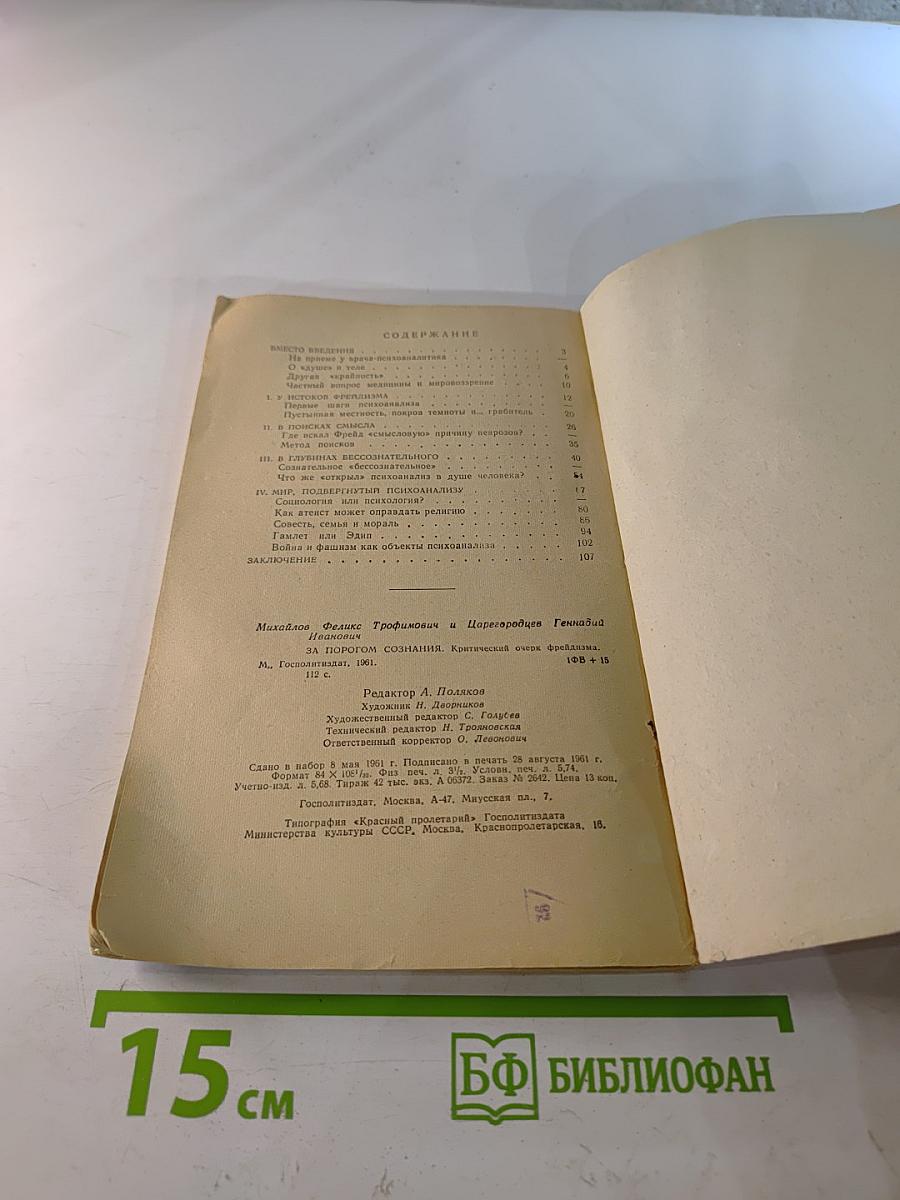 СОДЕРЖАНИЕ
ВМЕСТО ВВЕДЕНИЯ . . . . . . . . . . . . . . . . 3
На приеме у врача-психоаналитика . . . . . . . —
О «душе» и теле . . . . . . . . . . . . . 4
Другая «крайность» . . . . . . . . . . . . 6
Частный вопрос медицины и мировоззрение . . . . 10
I. У ИСТОКОВ ФРЕЙДИЗМА . . . . . . . . . . . . 12
Первые шаги психоанализа . . . . . . . . . . —
Пустынная местность, покров темноты и... грабитель . 20
II. В ПОИСКАХ СМЫСЛА . . . . . . . . . . . . . 26
Где искал Фрейд «смысловую» причину неврозов? . . —
Метод поисков . . . . . . . . . . . . . . 35
III. В ГЛУБИНАХ БЕССОЗНАТЕЛЬНОГО . . . . . . . . 40
Сознательное «бессознательное» . . . . . . . . —
Что же «открыл» психоанализ в душе человека? . . 54
IV. МИР, ПОДВЕРГНУТЫЙ ПСИХОАНАЛИЗУ . . . . . . 67
Социология или психология? . . . . . . . . . —
Как атеист может оправдать религию . . . . . . 80
Совесть, семья и мораль . . . . . . . . . . 85
Гамлет или Эдип . . . . . . . . . . . . . 94
Война и фашизм как объекты психоанализа . . . . 102
ЗАКЛЮЧЕНИЕ . . . . . . . . . . . . . . . . 107
Михайлов Феликс Трофимович и Царегородцев Геннадий
Иванович
ЗА ПОРОГОМ СОЗНАНИЯ. Критический очерк фрейдизма.
М., Госполитиздат, 1961. 1ФВ + 15
112 с.
Редактор А. Поляков
Художник Н. Дворников
Художественный редактор С. Голубев
Технический редактор Н. Трояновская
Ответственный корректор О. Левонович
Сдано в набор 8 мая 1961 г. Подписано в печать 28 августа 1961 г.
Формат 84 × 108¹/₃₂. Физ. печ. л. 3¹/₂. Условн. печ. л. 5,74.
Учетно-изд. л. 5,68. Тираж 42 тыс. экз. А 06372. Заказ № 2642. Цена 13 коп.
Госполитиздат, Москва, А-47, Миусская пл., 7.
Типография «Красный пролетарий» Госполитиздата
Министерства культуры СССР. Москва, Краснопролетарская, 16.
15 см
БФ БИБЛИОФАН